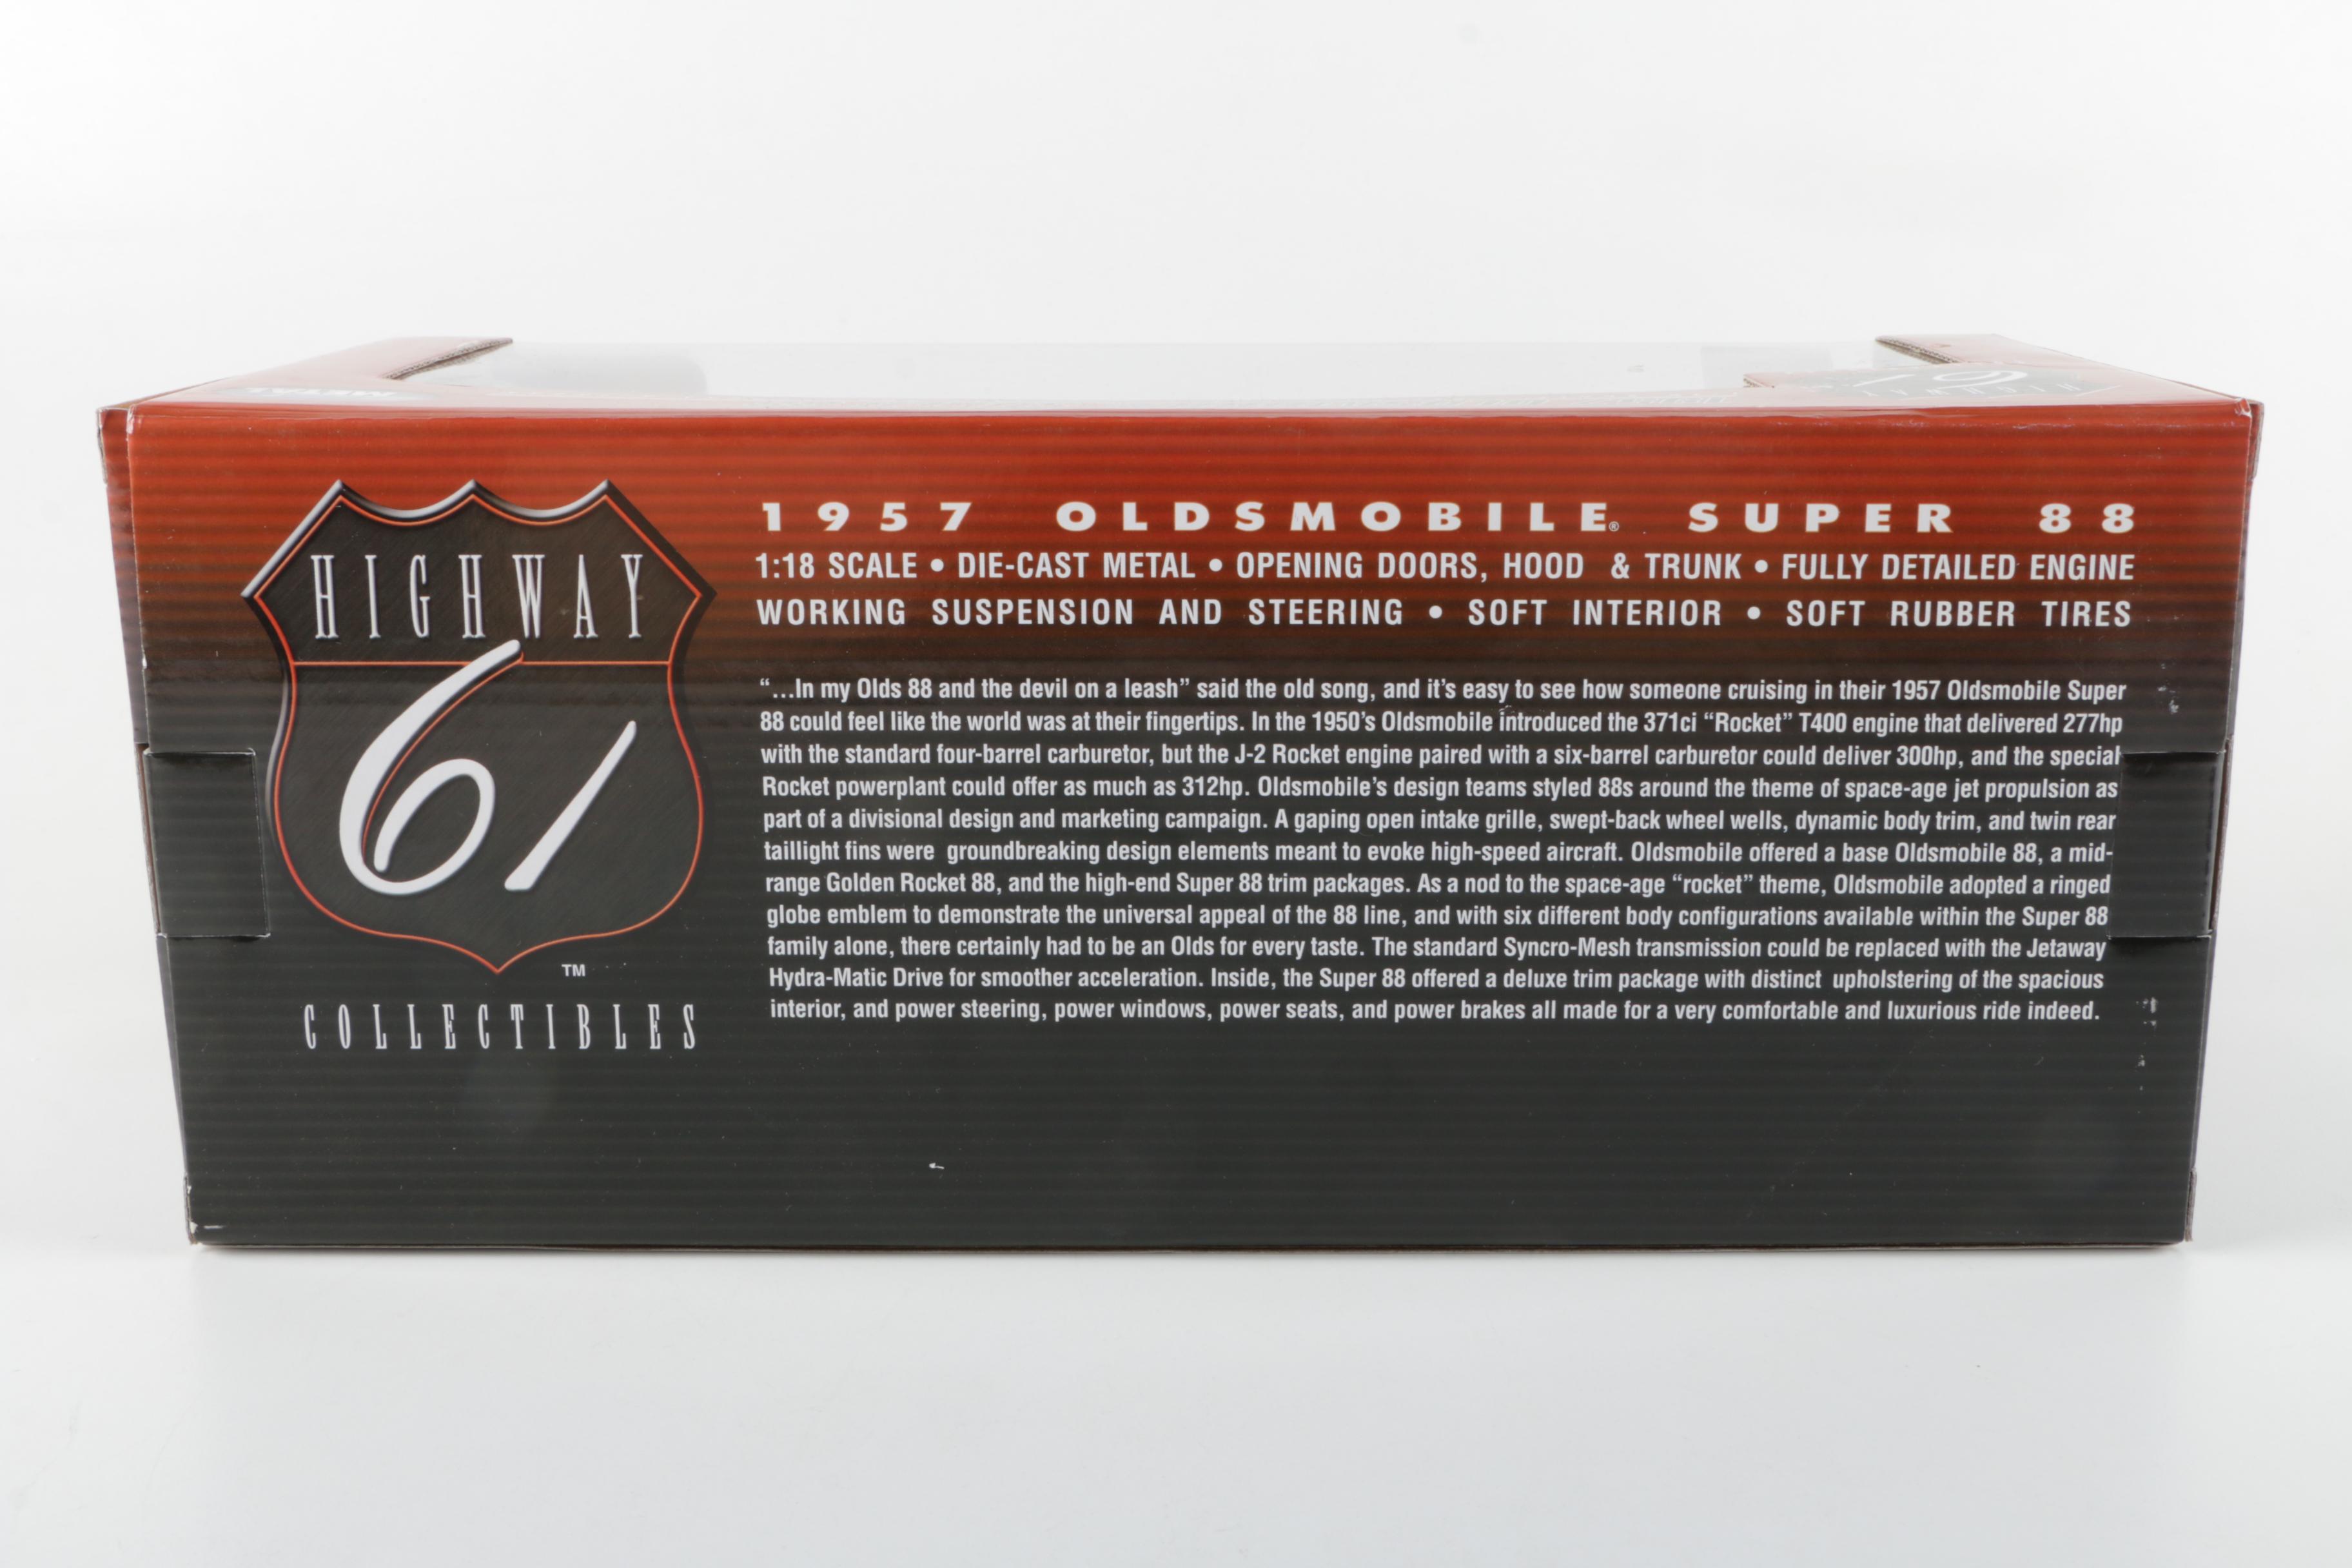 HIGHWAY
61
TM
COLLECTIBLES
1957 OLDSMOBILE® SUPER 88
1:18 SCALE • DIE-CAST METAL • OPENING DOORS, HOOD & TRUNK • FULLY DETAILED ENGINE
WORKING SUSPENSION AND STEERING • SOFT INTERIOR • SOFT RUBBER TIRES
“...In my Olds 88 and the devil on a leash” said the old song, and it’s easy to see how someone cruising in their 1957 Oldsmobile Super
88 could feel like the world was at their fingertips. In the 1950’s Oldsmobile introduced the 371ci “Rocket” T400 engine that delivered 277hp
with the standard four-barrel carburetor, but the J-2 Rocket engine paired with a six-barrel carburetor could deliver 300hp, and the special
Rocket powerplant could offer as much as 312hp. Oldsmobile’s design teams styled 88s around the theme of space-age jet propulsion as
part of a divisional design and marketing campaign. A gaping open intake grille, swept-back wheel wells, dynamic body trim, and twin rear
taillight fins were groundbreaking design elements meant to evoke high-speed aircraft. Oldsmobile offered a base Oldsmobile 88, a mid-
range Golden Rocket 88, and the high-end Super 88 trim packages. As a nod to the space-age “rocket” theme, Oldsmobile adopted a ringed
globe emblem to demonstrate the universal appeal of the 88 line, and with six different body configurations available within the Super 88
family alone, there certainly had to be an Olds for every taste. The standard Syncro-Mesh transmission could be replaced with the Jetaway
Hydra-Matic Drive for smoother acceleration. Inside, the Super 88 offered a deluxe trim package with distinct upholstering of the spacious
interior, and power steering, power windows, power seats, and power brakes all made for a very comfortable and luxurious ride indeed.